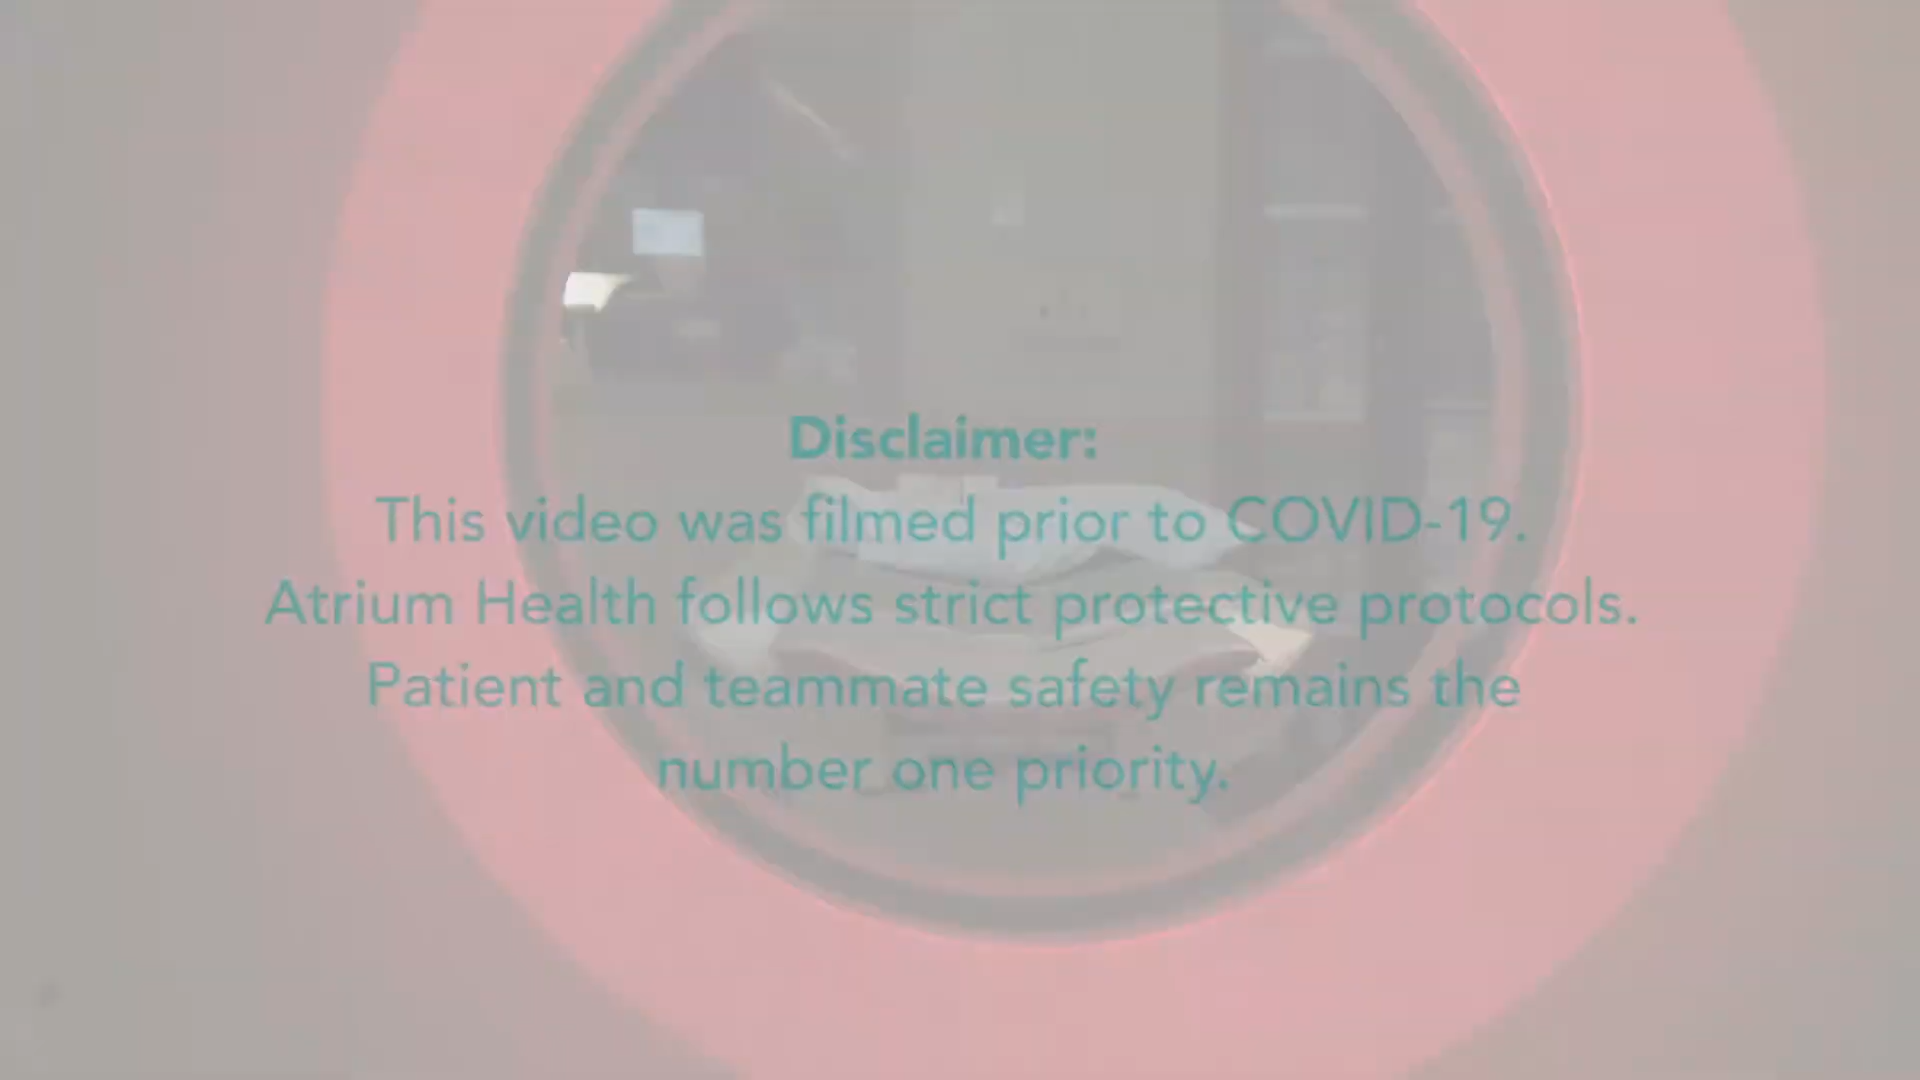 Disclaimer:
This video was filmed prior to COVID-19.
Atrium Health follows strict protective protocols.
Patient and teammate safety remains the
number one priority.